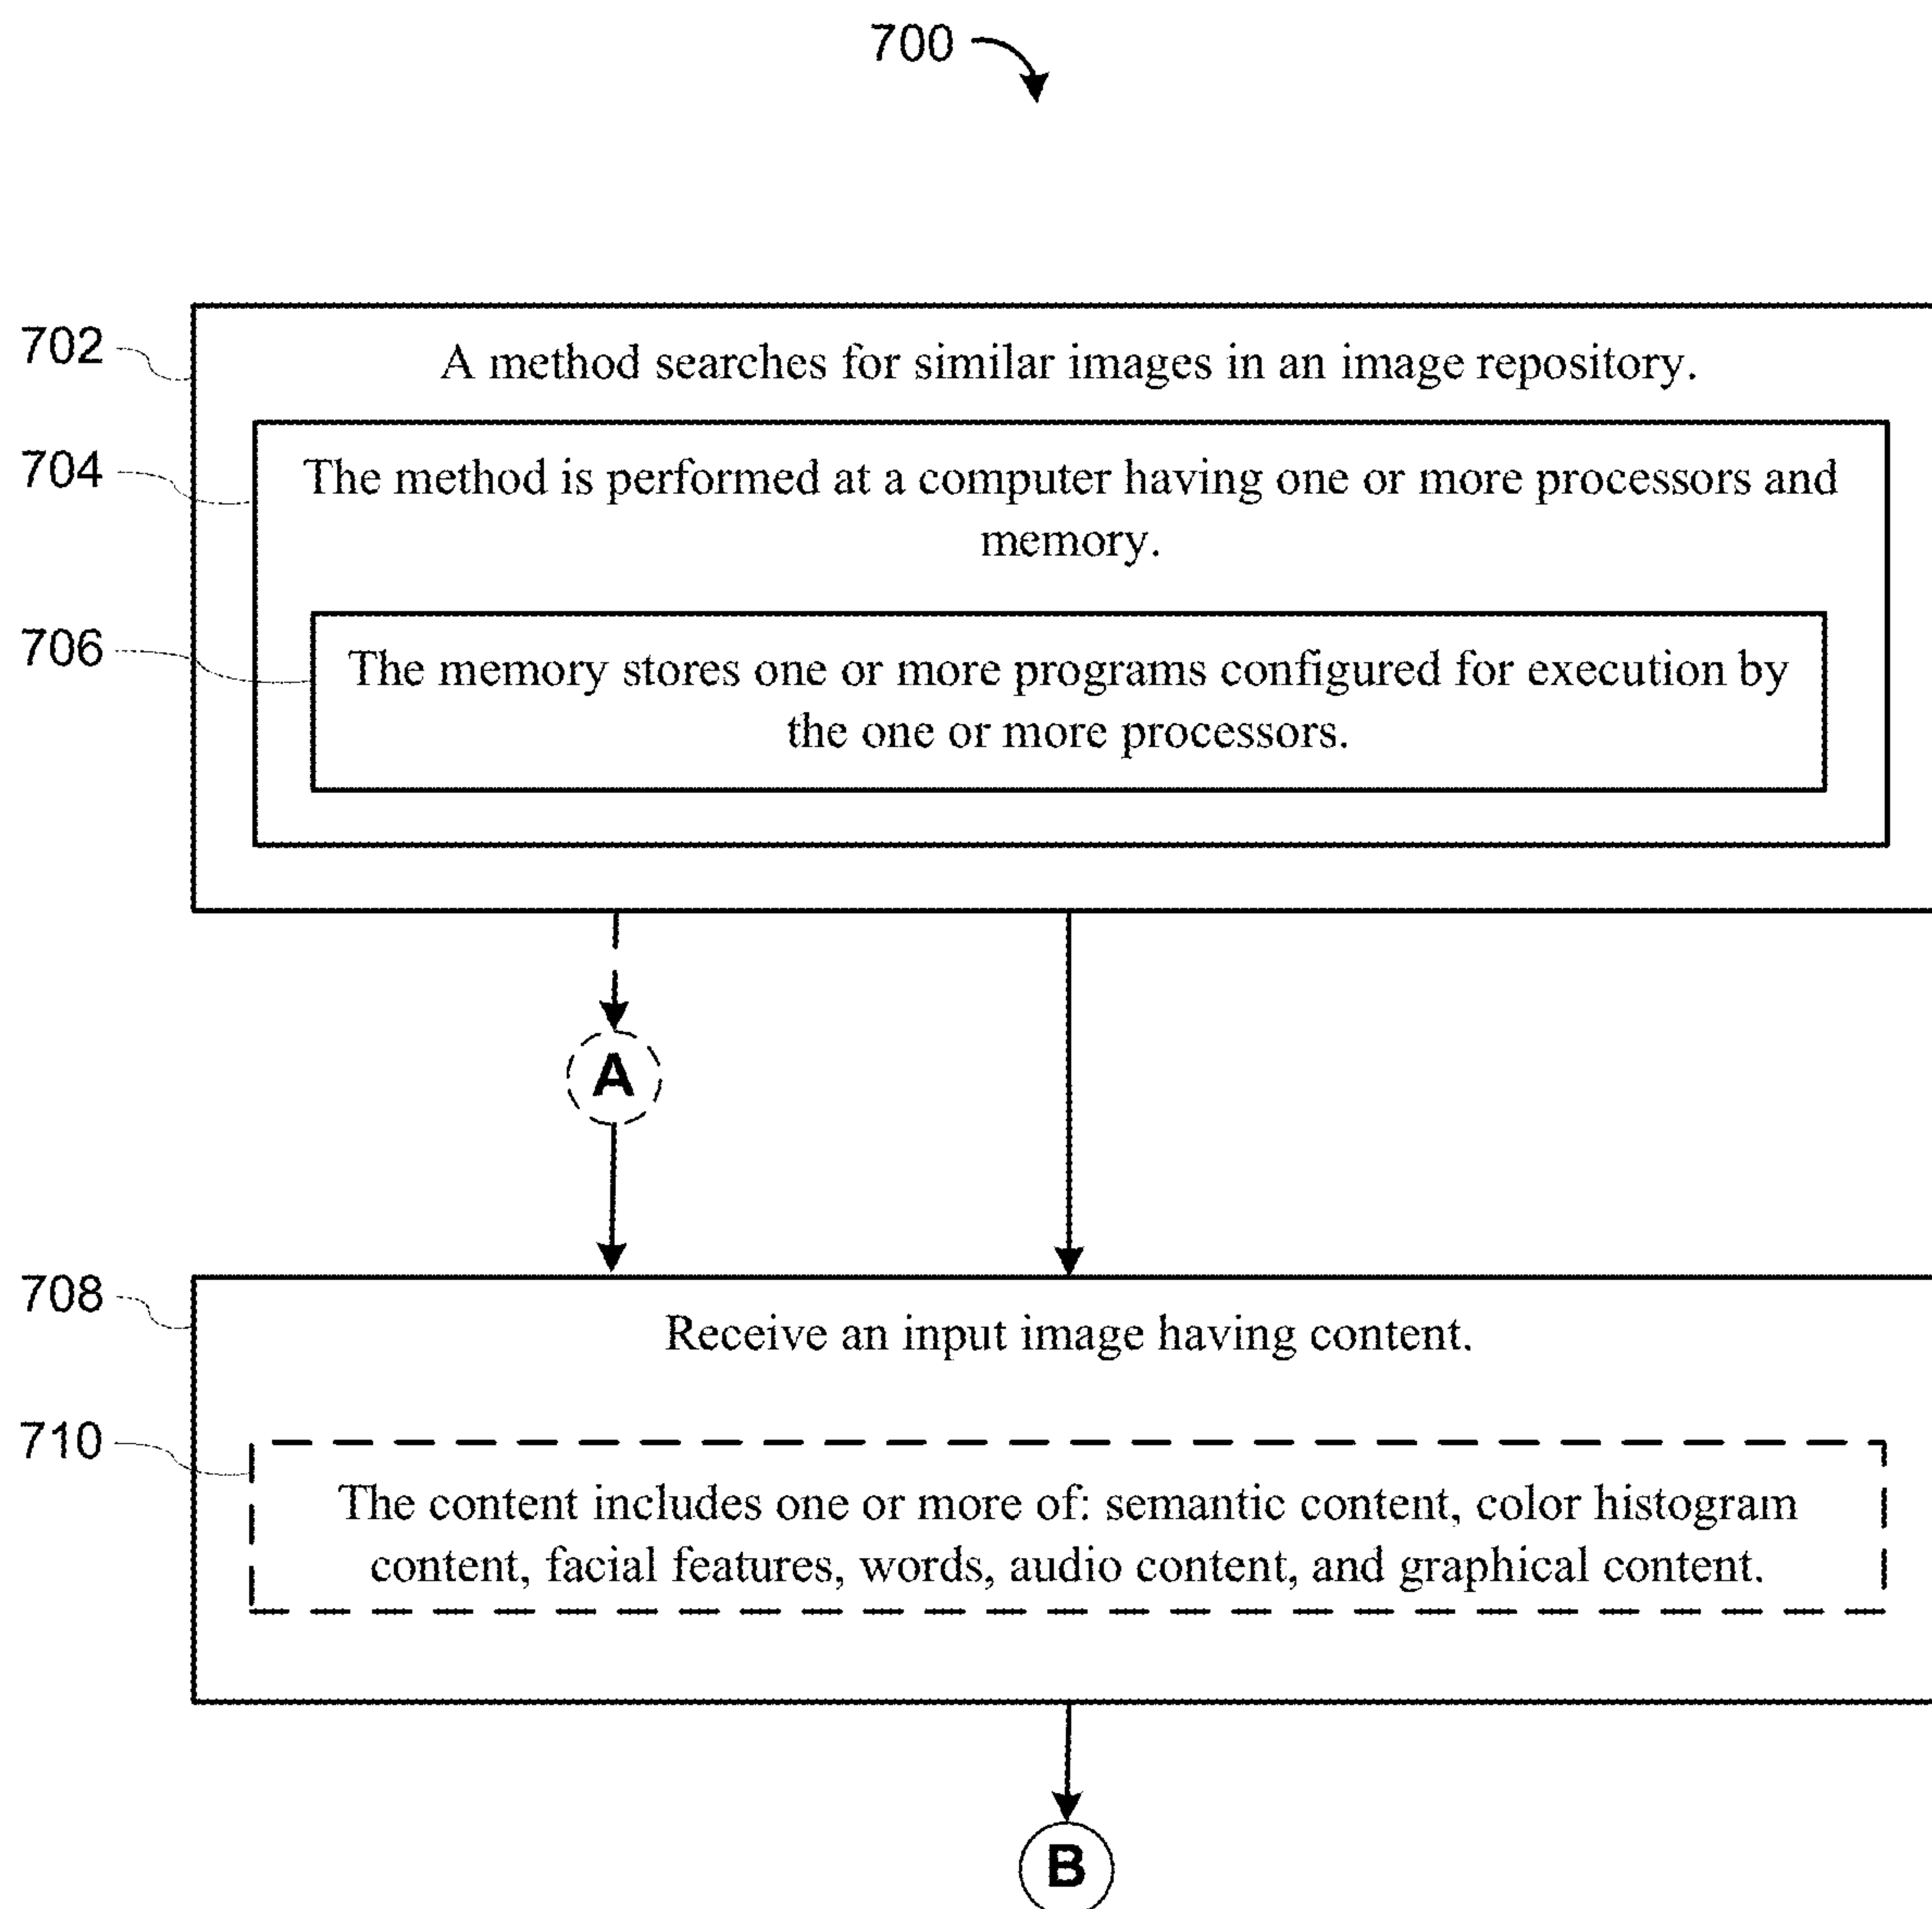 700
702
A method searches for similar images in an image repository.
704
The method is performed at a computer having one or more processors and
memory.
706
The memory stores one or more programs configured for execution by
the one or more processors.
A
708
Receive an input image having content.
710
The content includes one or more of: semantic content, color histogram
content, facial features, words, audio content, and graphical content.
B